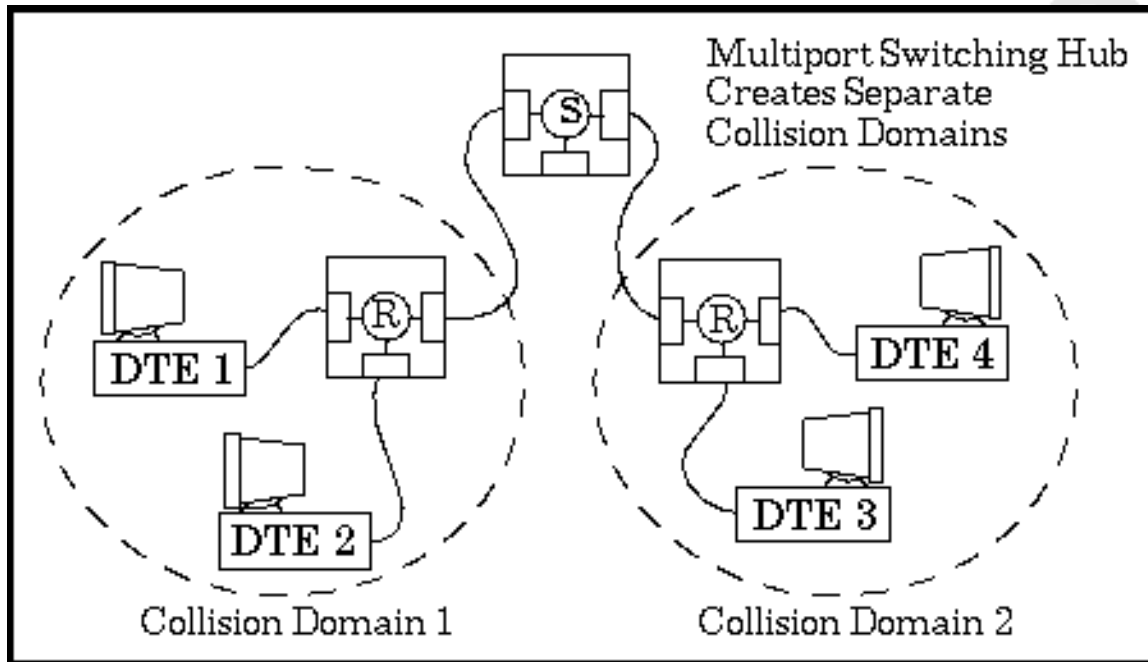 Multiport Switching Hub
Creates Separate
Collision Domains
S
R
R
DTE 1
DTE 4
DTE 2
DTE 3
Collision Domain 1
Collision Domain 2